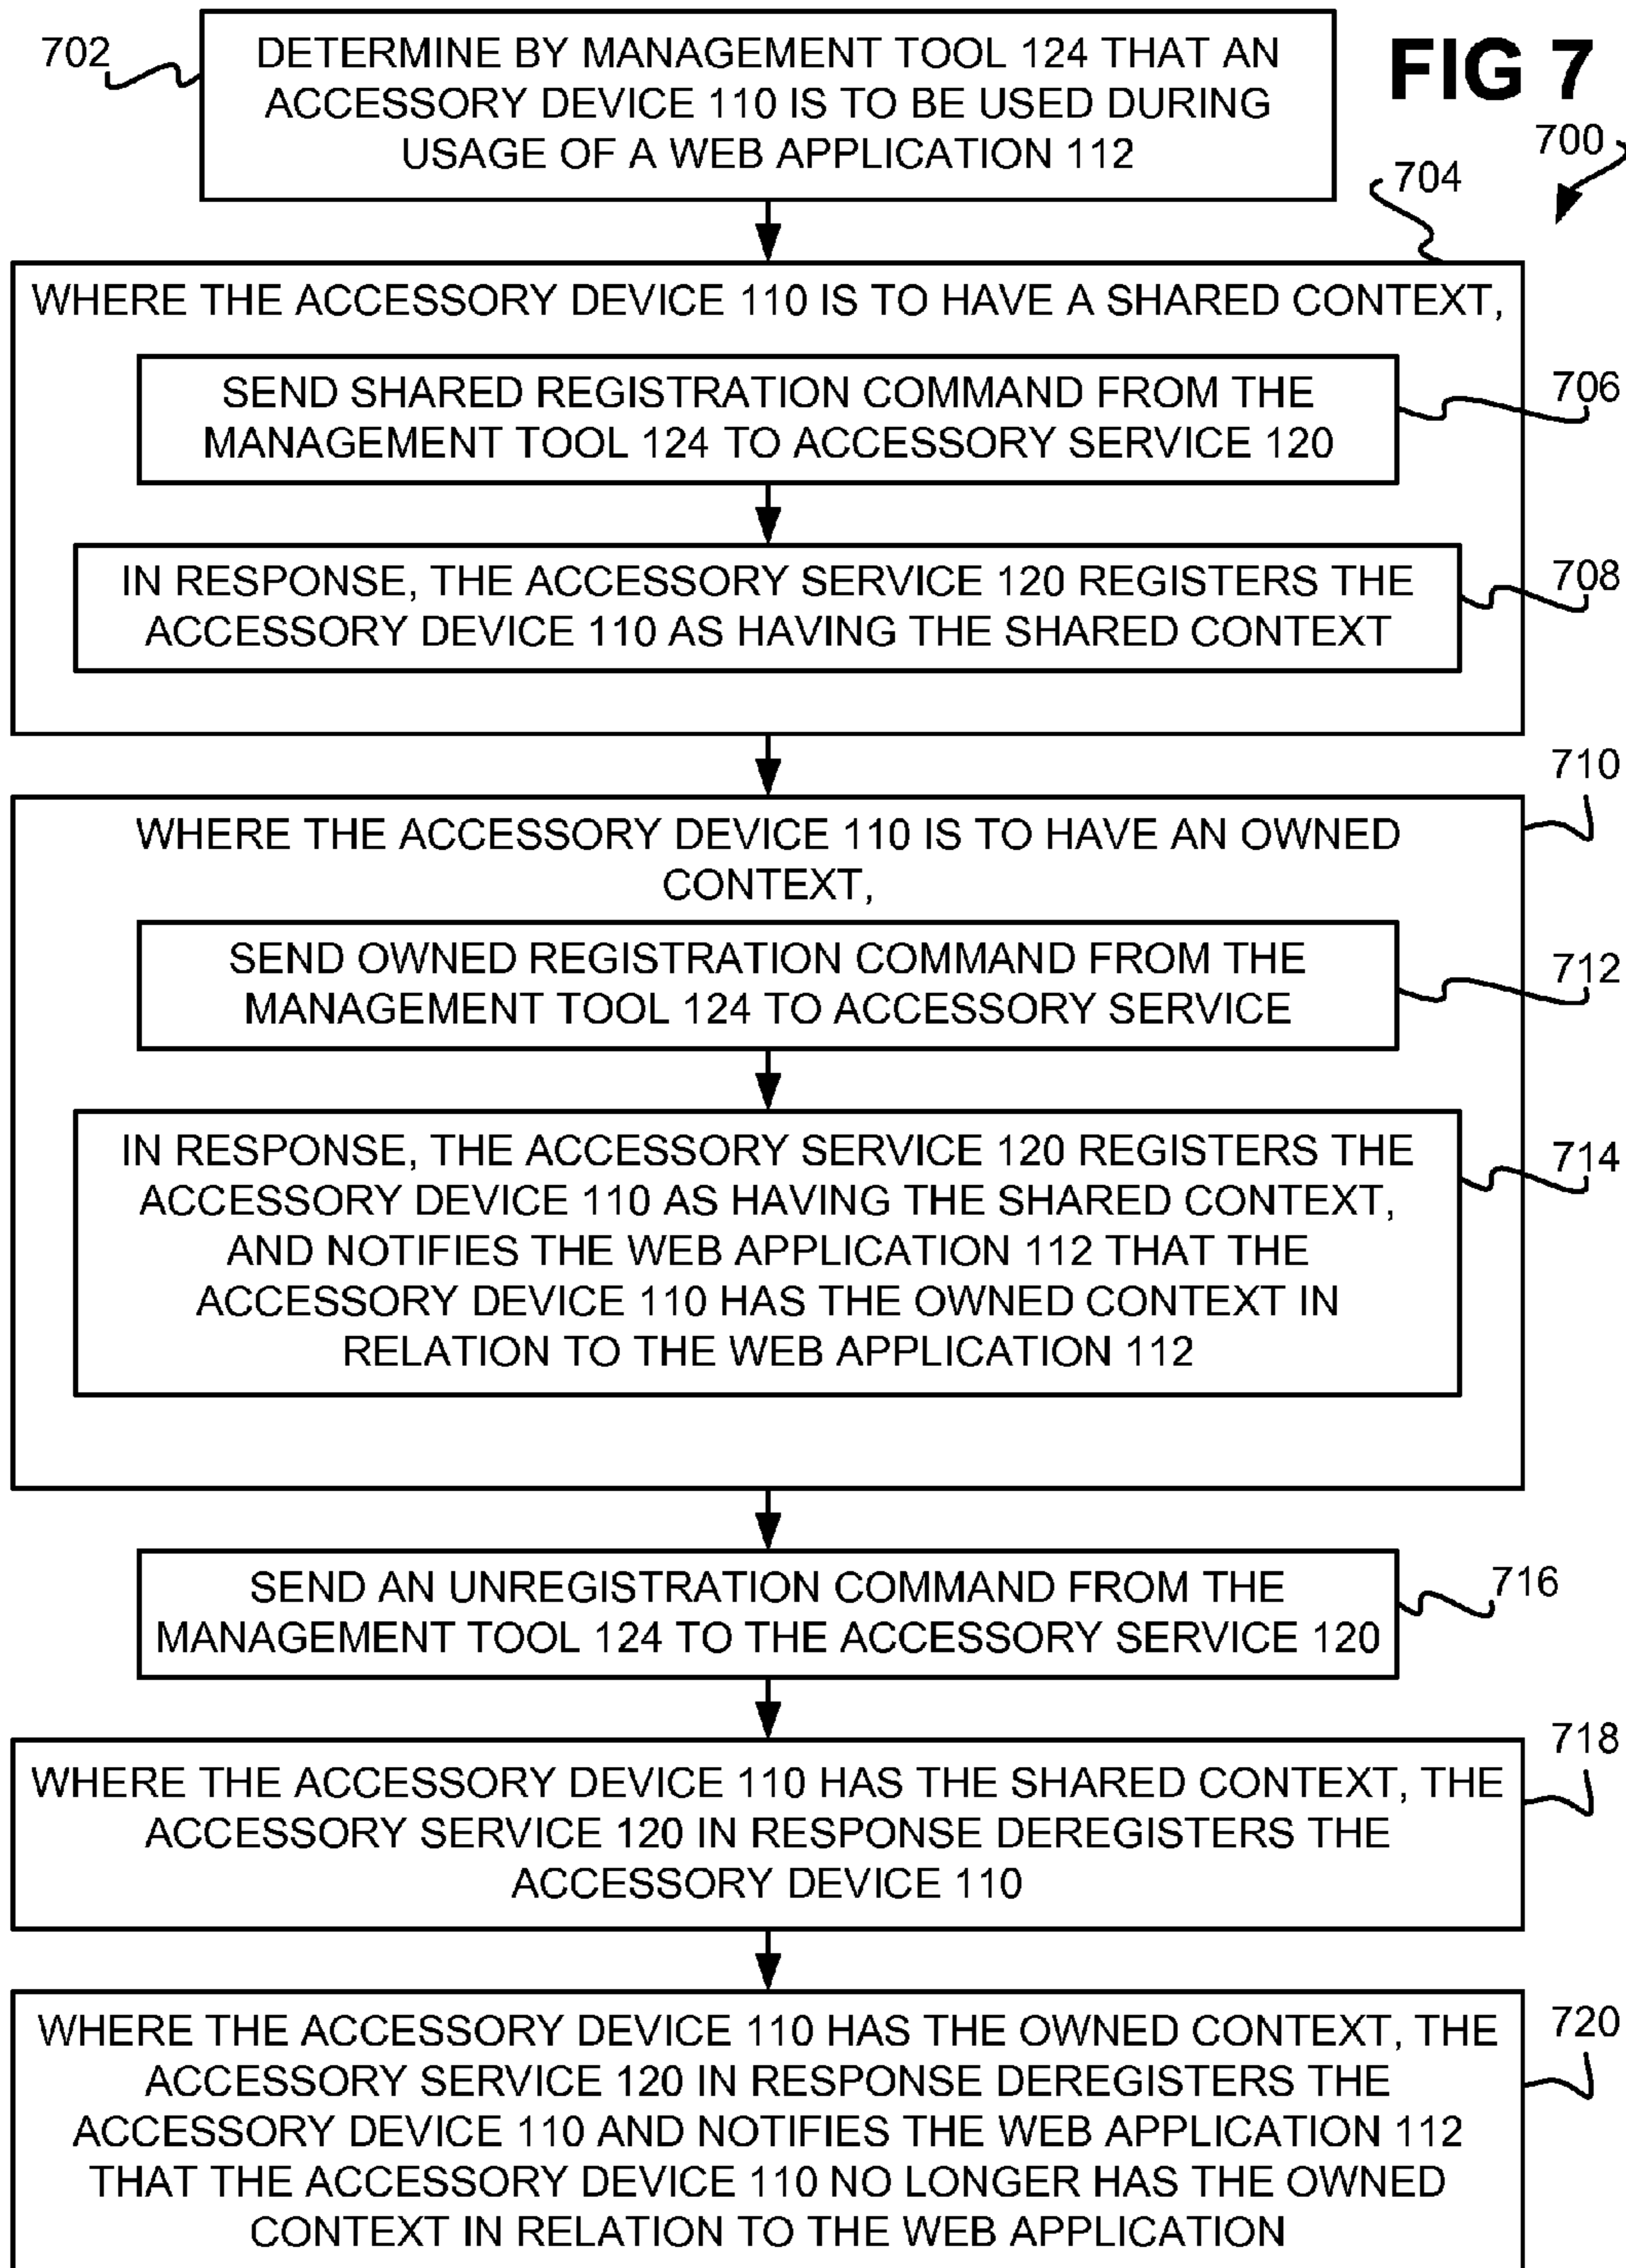 702
DETERMINE BY MANAGEMENT TOOL 124 THAT AN
ACCESSORY DEVICE 110 IS TO BE USED DURING
USAGE OF A WEB APPLICATION 112
FIG 7
700
704
WHERE THE ACCESSORY DEVICE 110 IS TO HAVE A SHARED CONTEXT,
SEND SHARED REGISTRATION COMMAND FROM THE
MANAGEMENT TOOL 124 TO ACCESSORY SERVICE 120
706
IN RESPONSE, THE ACCESSORY SERVICE 120 REGISTERS THE
ACCESSORY DEVICE 110 AS HAVING THE SHARED CONTEXT
708
710
WHERE THE ACCESSORY DEVICE 110 IS TO HAVE AN OWNED
CONTEXT,
SEND OWNED REGISTRATION COMMAND FROM THE
MANAGEMENT TOOL 124 TO ACCESSORY SERVICE
712
IN RESPONSE, THE ACCESSORY SERVICE 120 REGISTERS THE
ACCESSORY DEVICE 110 AS HAVING THE SHARED CONTEXT,
AND NOTIFIES THE WEB APPLICATION 112 THAT THE
ACCESSORY DEVICE 110 HAS THE OWNED CONTEXT IN
RELATION TO THE WEB APPLICATION 112
714
SEND AN UNREGISTRATION COMMAND FROM THE
MANAGEMENT TOOL 124 TO THE ACCESSORY SERVICE 120
716
WHERE THE ACCESSORY DEVICE 110 HAS THE SHARED CONTEXT, THE
ACCESSORY SERVICE 120 IN RESPONSE DEREGISTERS THE
ACCESSORY DEVICE 110
718
WHERE THE ACCESSORY DEVICE 110 HAS THE OWNED CONTEXT, THE
ACCESSORY SERVICE 120 IN RESPONSE DEREGISTERS THE
ACCESSORY DEVICE 110 AND NOTIFIES THE WEB APPLICATION 112
THAT THE ACCESSORY DEVICE 110 NO LONGER HAS THE OWNED
CONTEXT IN RELATION TO THE WEB APPLICATION
720